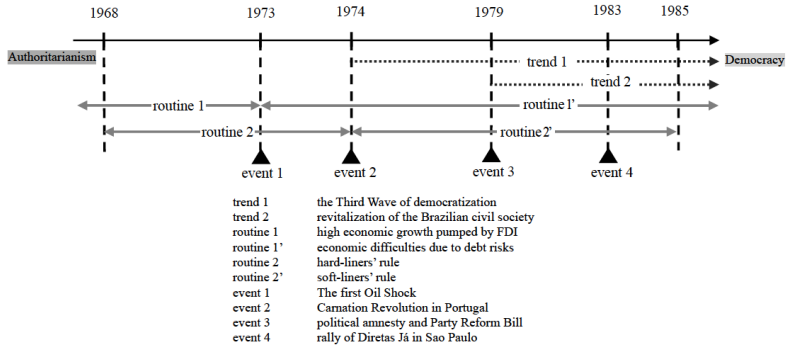 1968 1973 1974 1979 1983 1985
Authoritarianism
Democracy
trend 1
trend 2
routine 1 routine 1’
routine 2 routine2’
event 1 event 2 event 3 event 4
trend 1 the Third Wave of democratization
trend 2 revitalization of the Brazilian civil society
routine 1 high economic growth pumped by FDI
routine 1’ economic difficulties due to debt risks
routine 2 hard-liners’ rule
routine 2’ soft-liners’ rule
event 1 The first Oil Shock
event 2 Carnation Revolution in Portugal
event 3 political amnesty and Party Reform Bill
event 4 rally of Diretas Já in Sao Paulo